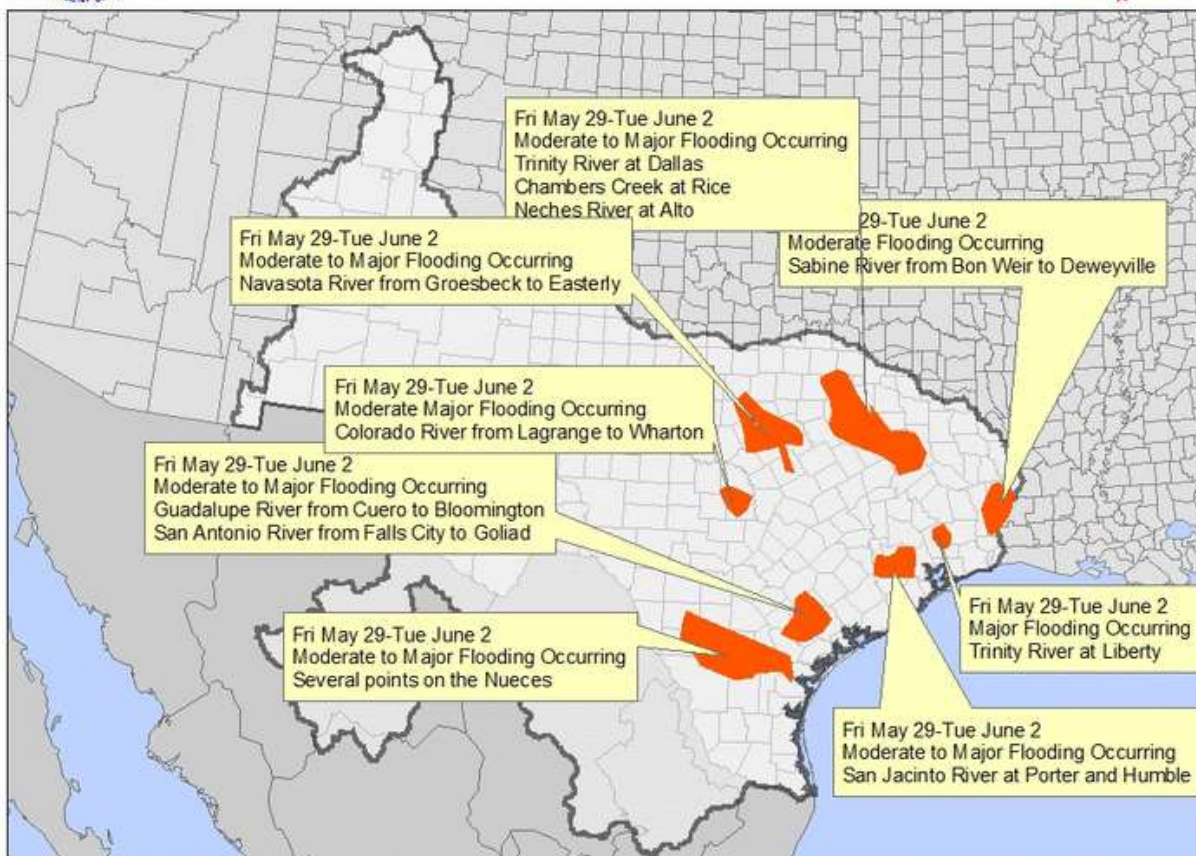 Fri May 29-Tue June 2
Moderate to Major Flooding Occurring
Trinity River at Dallas
Chambers Creek at Rice
Neches River at Alto
29-Tue June 2
Moderate Flooding Occurring
Sabine River from Bon Weir to Deweyville
Fri May 29-Tue June 2
Moderate to Major Flooding Occurring
Navasota River from Groesbeck to Easterly
Fri May 29-Tue June 2
Moderate Major Flooding Occurring
Colorado River from Lagrange to Wharton
Fri May 29-Tue June 2
Moderate to Major Flooding Occurring
Guadalupe River from Cuero to Bloomington
San Antonio River from Falls City to Goliad
Fri May 29-Tue June 2
Moderate to Major Flooding Occurring
Several points on the Nueces
Fri May 29-Tue June 2
Major Flooding Occurring
Trinity River at Liberty
Fri May 29-Tue June 2
Moderate to Major Flooding Occurring
San Jacinto River at Porter and Humble